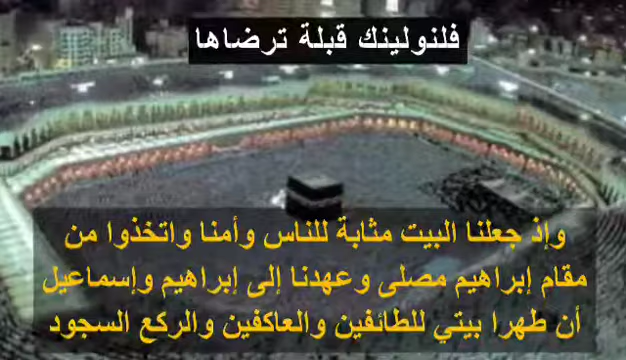 فلنولينك قبلة ترضاها
وإذ جعلنا البيت مثابة للناس وأمنا واتخذوا من
مقام إبراهيم مصلى وعهدنا إلى إبراهيم وإسماعيل
أن طهرا بيتي للطائفين والعاكفين والركع السجود